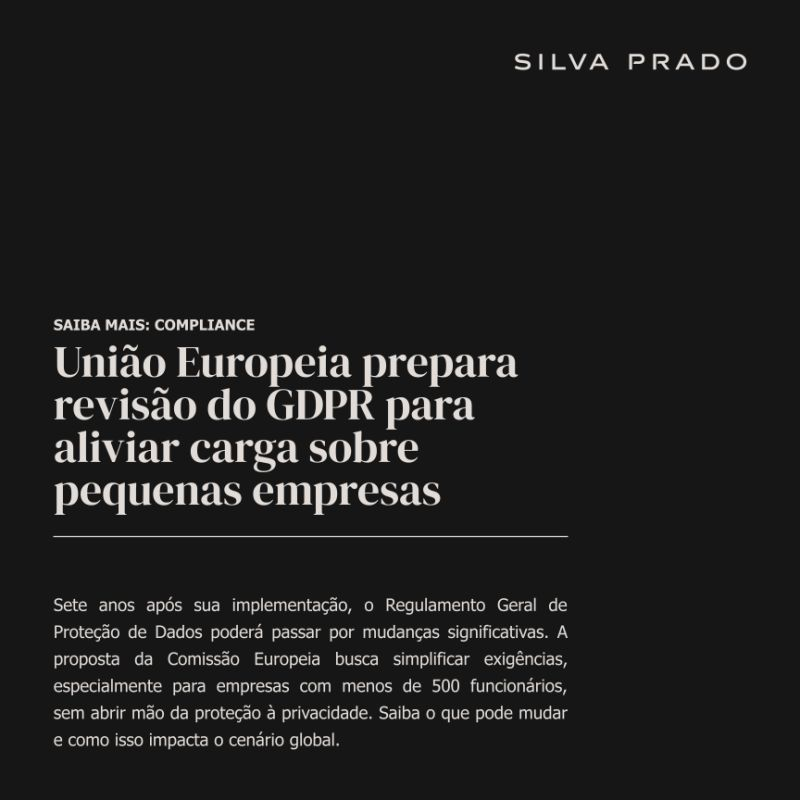 SILVA PRADO
SAIBA MAIS: COMPLIANCE
União Europeia prepara
revisão do GDPR para
aliviar carga sobre
pequenas empresas
Sete anos após sua implementação, o Regulamento Geral de
Proteção de Dados poderá passar por mudanças significativas. A
proposta da Comissão Europeia busca simplificar exigências,
especialmente para empresas com menos de 500 funcionários,
sem abrir mão da proteção à privacidade. Saiba o que pode mudar
e como isso impacta o cenário global.